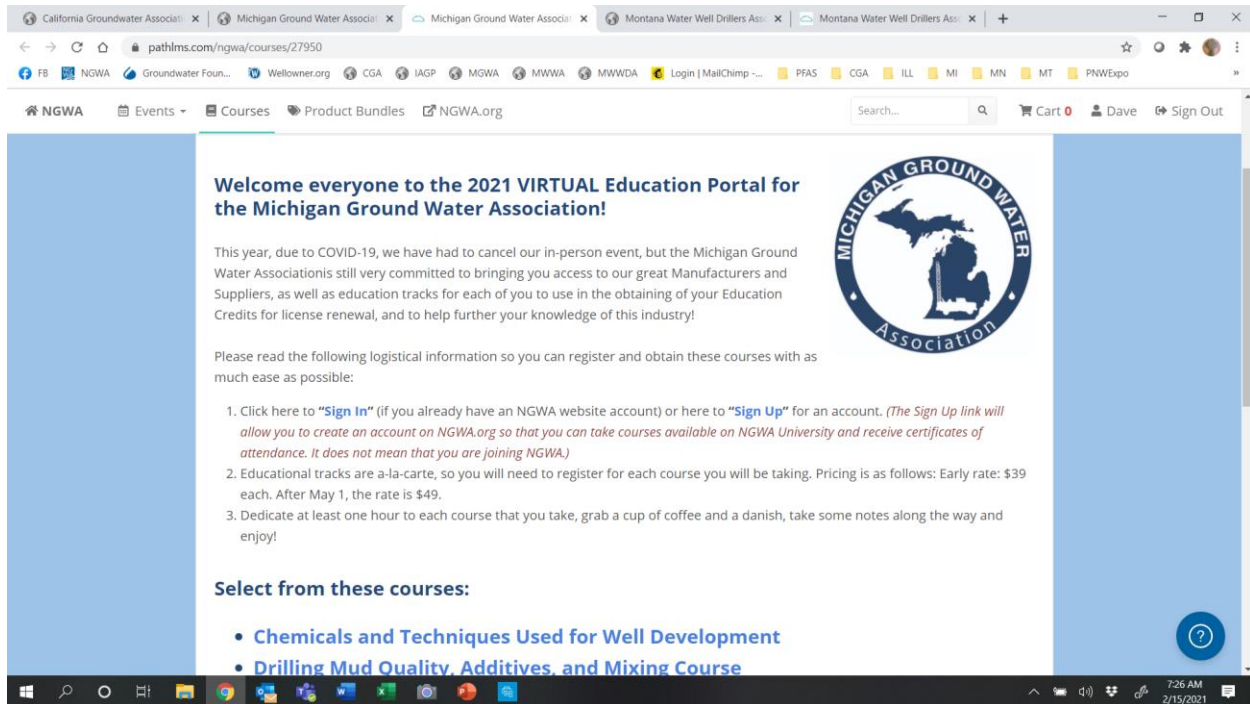 California Groundwater Associati
Michigan Ground Water Associat
Michigan Ground Water Associat
Montana Water Well Drillers Asso
Montana Water Well Drillers Asso
pathlms.com/ngwa/courses/27950
FB NGWA Groundwater Foun... Wellowner.org CGA IAGP MGWA MWWA MWWDA Login | MailChimp -... PFAS CGA ILL MI MN MT PNWExpo »
NGWA Events Courses Product Bundles NGWA.org Search... Cart 0 Dave Sign Out
MICHIGAN GROUND WATER
Association
Welcome everyone to the 2021 VIRTUAL Education Portal for
the Michigan Ground Water Association!
This year, due to COVID-19, we have had to cancel our in-person event, but the Michigan Ground
Water Associationis still very committed to bringing you access to our great Manufacturers and
Suppliers, as well as education tracks for each of you to use in the obtaining of your Education
Credits for license renewal, and to help further your knowledge of this industry!
Please read the following logistical information so you can register and obtain these courses with as
much ease as possible:
1. Click here to "Sign In" (if you already have an NGWA website account) or here to "Sign Up" for an account. (The Sign Up link will
allow you to create an account on NGWA.org so that you can take courses available on NGWA University and receive certificates of
attendance. It does not mean that you are joining NGWA.)
2. Educational tracks are a-la-carte, so you will need to register for each course you will be taking. Pricing is as follows: Early rate: $39
each. After May 1, the rate is $49.
3. Dedicate at least one hour to each course that you take, grab a cup of coffee and a danish, take some notes along the way and
enjoy!
Select from these courses:
• Chemicals and Techniques Used for Well Development
• Drilling Mud Quality, Additives, and Mixing Course
7:26 AM
2/15/2021